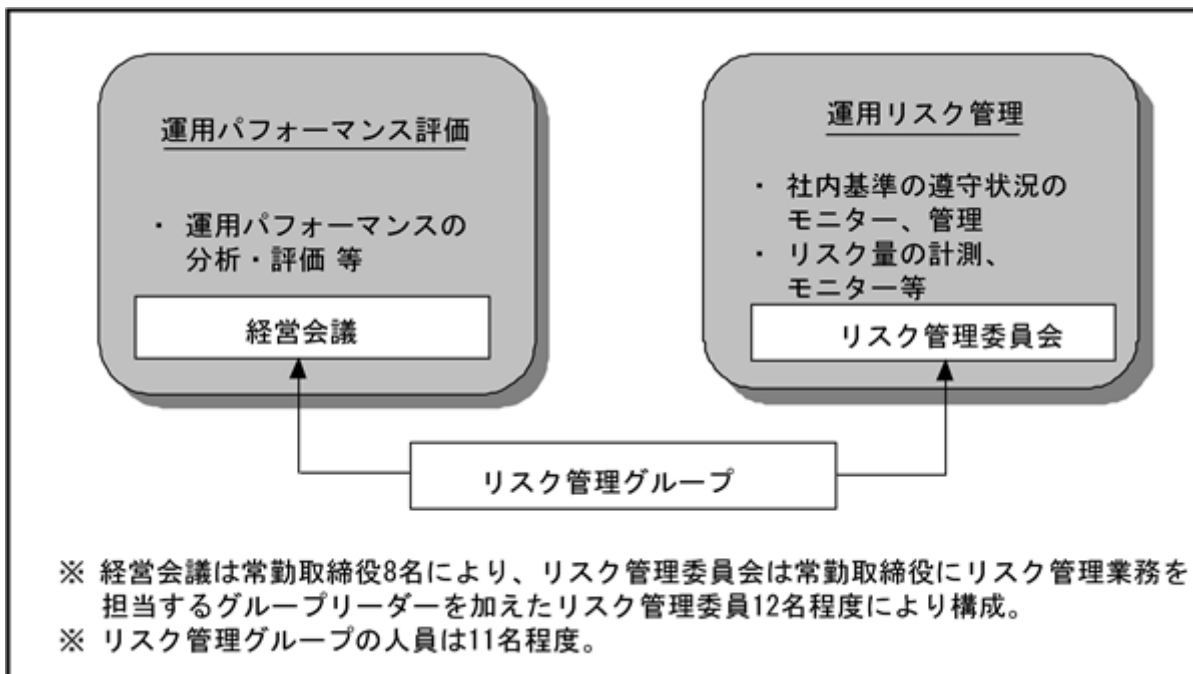 運用パフォーマンス評価
・ 運用パフォーマンスの
分析・評価 等
経営会議
運用リスク管理
・ 社内基準の遵守状況の
モニター、管理
・ リスク量の計測、
モニター等
リスク管理委員会
リスク管理グループ
※ 経営会議は常勤取締役8名により、リスク管理委員会は常勤取締役にリスク管理業務を
担当するグループリーダーを加えたリスク管理委員12名程度により構成。
※ リスク管理グループの人員は11名程度。